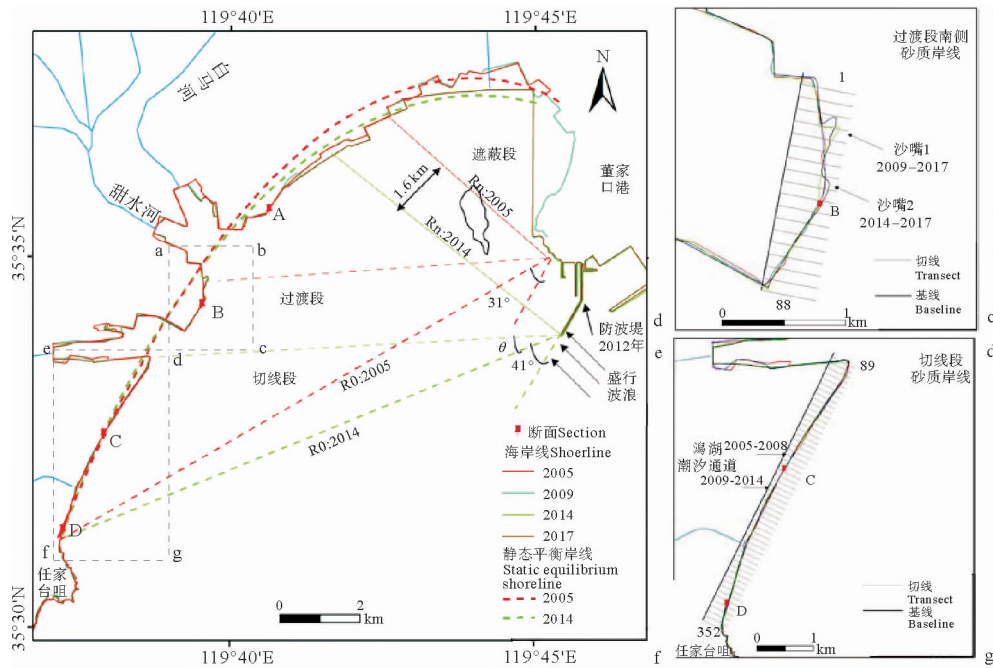 119°40′E
119°45′E
35°35′N
35°30′N
白马河
甜水河
N
遮蔽段
董家
口港
1.6 km
Rn:2005
Rn:2014
A
a
b
B
过渡段
e
d
c
切线段
31°
θ
41°
防波堤
2012年
盛行
波浪
R0:2005
R0:2014
C
D
f
g
任家
台咀
断面Section
海岸线Shoerline
2005
2009
2014
2017
静态平衡岸线
Static equilibrium
shoreline
2005
2014
0
2
km
119°40′E
119°45′E
过渡段南侧
砂质岸线
1
沙嘴1
2009–2017
沙嘴2
2014–2017
B
切线
Transect
基线
Baseline
88
0
1
km
d
c
e
d
切线段
砂质岸线
89
潟湖2005-2008
潮汐通道
2009-2014
C
切线
Transect
基线
Baseline
D
352
任家台咀
0
1
km
f
g